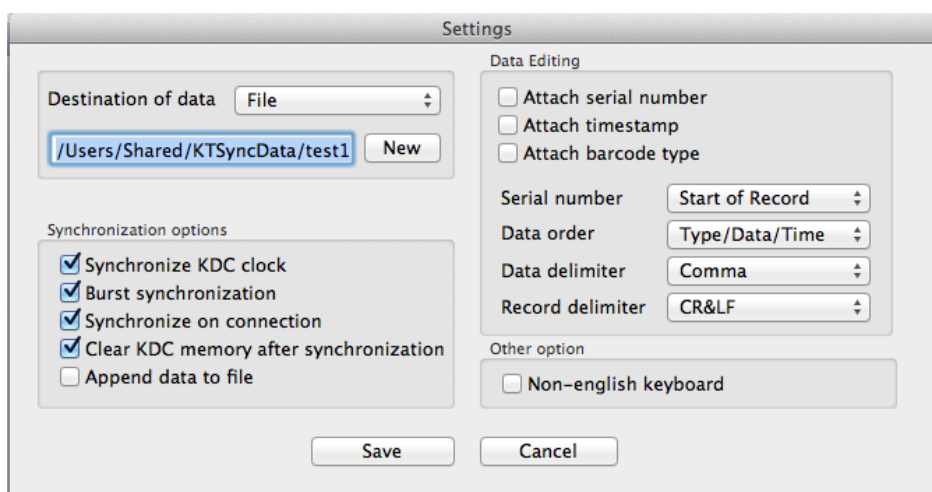 Settings
Destination of data File
/Users/Shared/KTSyncData/test1 New
Synchronization options
Synchronize KDC clock
Burst synchronization
Synchronize on connection
Clear KDC memory after synchronization
Append data to file
Data Editing
Attach serial number
Attach timestamp
Attach barcode type
Serial number Start of Record
Data order Type/Data/Time
Data delimiter Comma
Record delimiter CR&LF
Other option
Non-english keyboard
Save Cancel